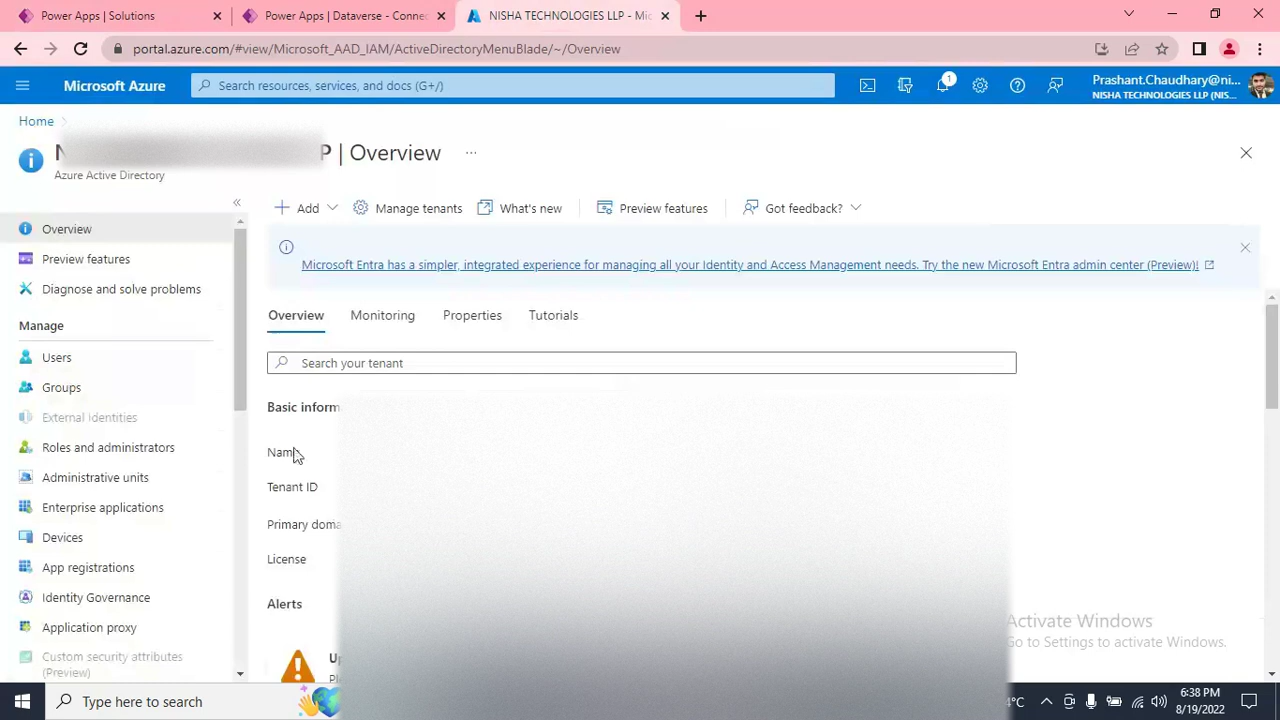 Power Apps | Solutions
Power Apps | Dataverse - Connec
NISHA TECHNOLOGIES LLP - Mic
portal.azure.com/#view/Microsoft_AAD_IAM/ActiveDirectoryMenuBlade/~/Overview
Microsoft Azure
Search resources, services, and docs (G+/)
1
Prashant.Chaudhary@ni...
NISHA TECHNOLOGIES LLP (NIS...
Home
P | Overview
Azure Active Directory
Add
Manage tenants
What's new
Preview features
Got feedback?
Overview
Preview features
Diagnose and solve problems
Manage
Users
Groups
External identities
Roles and administrators
Administrative units
Enterprise applications
Devices
App registrations
Identity Governance
Application proxy
Custom security attributes
(Preview)
Microsoft Entra has a simpler, integrated experience for managing all your Identity and Access Management needs. Try the new Microsoft Entra admin center (Preview)!
Overview
Monitoring
Properties
Tutorials
Search your tenant
Basic inform
Name
Tenant ID
Primary doma
License
Alerts
Activate Windows
Go to Settings to activate Windows.
Type here to search
°C
6:38 PM
8/19/2022